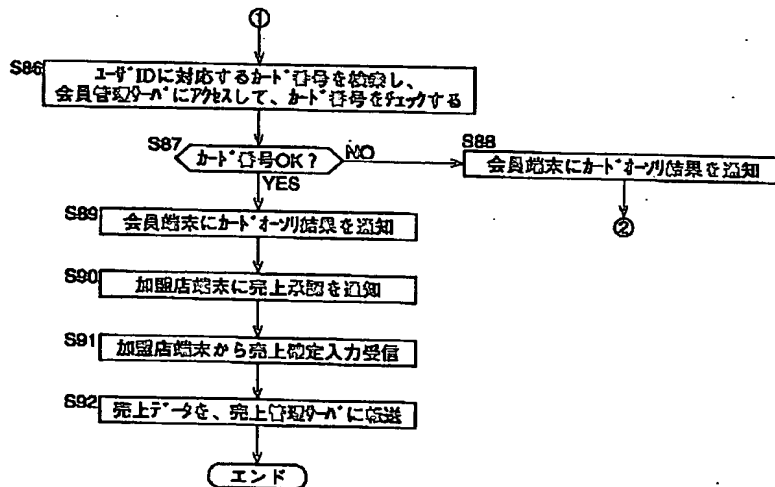 ①
S86
ユーザIDに対応するカード番号を検索し、
会員管理サーバにアクセスして、カード番号をチェックする
S87
カード番号OK?
NO
S88
会員端末にカードオーソリ結果を通知
YES
②
S89
会員端末にカードオーソリ結果を通知
S90
加盟店端末に売上承認を通知
S91
加盟店端末から売上確定入力受信
S92
売上データを、売上管理サーバに転送
エンド